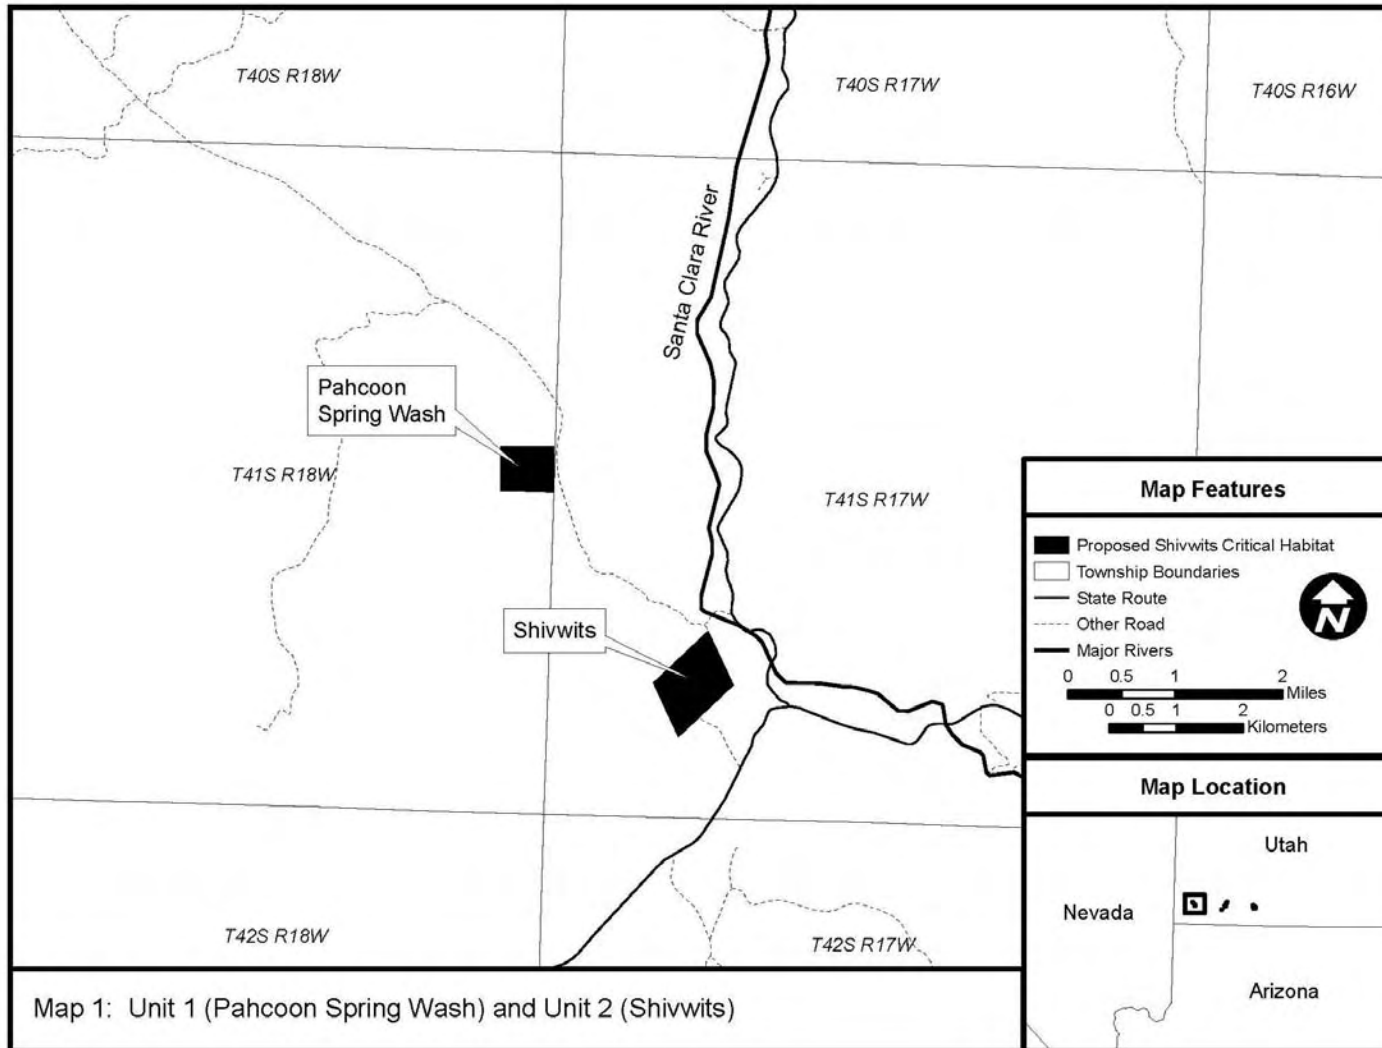 T40S R18W
T40S R17W
T40S R16W
Santa Clara River
Pahcoon
Spring Wash
T41S R18W
T41S R17W
Shivwits
T42S R18W
T42S R17W
Map Features
Proposed Shivwits Critical Habitat
Township Boundaries
State Route
Other Road
Major Rivers
N
0 0.5 1 2
Miles
0 0.5 1 2
Kilometers
Map Location
Utah
Nevada
Arizona
Map 1: Unit 1 (Pahcoon Spring Wash) and Unit 2 (Shivwits)